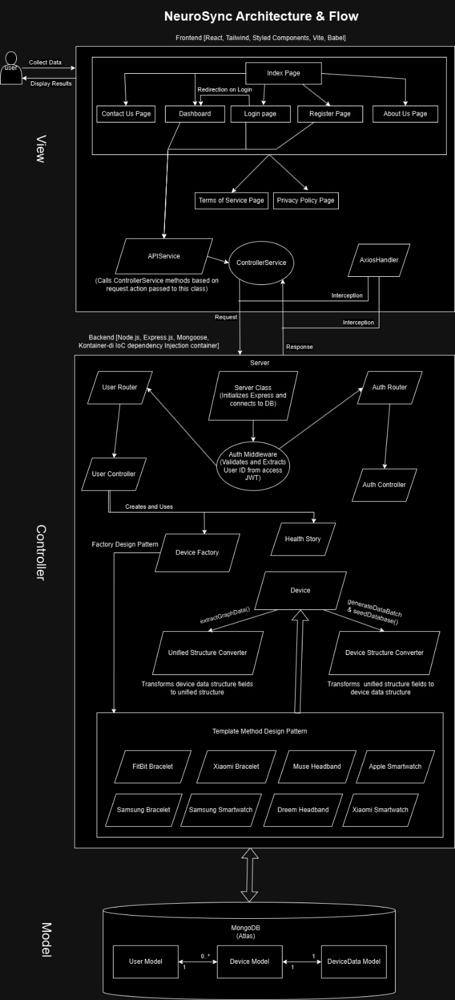 NeuroSync Architecture & Flow
Frontend [React, Tailwind, Styled Components, Vite, Babel]
user
Collect Data
Display Results
View
Index Page
Redirection on Login
Contact Us Page
Dashboard
Login page
Register Page
About Us Page
Terms of Service Page
Privacy Policy Page
APIService
(Calls ControllerService methods based on
request.action passed to this class)
ControllerService
AxiosHandler
Interception
Request
Interception
Response
Backend [Node.js, Express.js, Mongoose,
Kontainer-di IoC dependency Injection container]
Controller
Server
User Router
Server Class
(Initializes Express and
connects to DB)
Auth Router
Auth Middleware
(Validates and Extracts
User ID from access
JWT)
User Controller
Auth Controller
Creates and Uses
Factory Design Pattern
Device Factory
Health Story
Device
extractGraphData()
generateDataBatch
& seedDatabase()
Unified Structure Converter
Device Structure Converter
Transforms device data structure fields
to unified structure
Transforms unified structure fields to
device data structure
Template Method Design Pattern
FitBit Bracelet
Xiaomi Bracelet
Muse Headband
Apple Smartwatch
Samsung Bracelet
Samsung Smartwatch
Dreem Headband
Xiaomi Smartwatch
Model
MongoDB
(Atlas)
User Model
0..*
1
Device Model
1
1
DeviceData Model